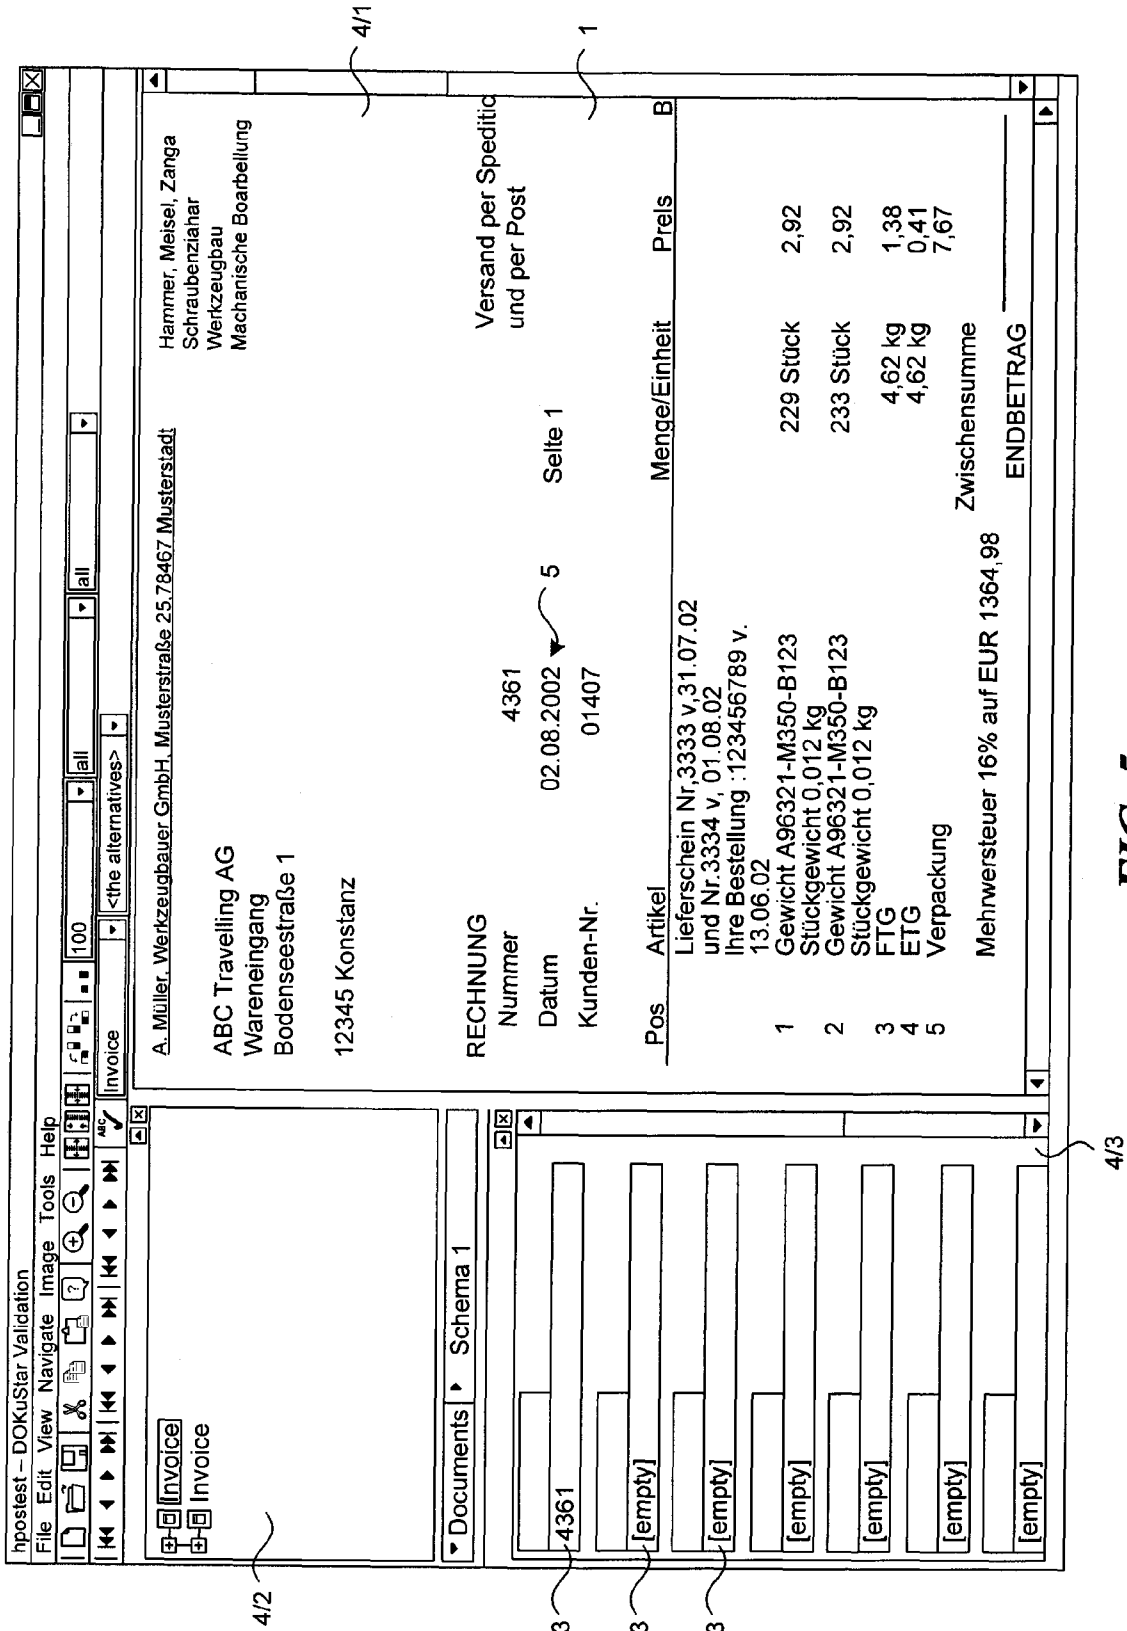 hpostest – DOKuStar Validation
File Edit View Navigate Image Tools Help
100 all all
ABC Invoice <the alternatives>
Invoice
Invoice
Documents Schema 1
4361
[empty]
[empty]
[empty]
[empty]
[empty]
[empty]
A. Müller, Werkzeugbauer GmbH, Musterstraße 25,78467 Musterstadt
Hammer, Meisel, Zanga
Schraubenziahar
Werkzeugbau
Machanische Boarbellung
ABC Travelling AG
Wareneingang
Bodenseestraße 1
12345 Konstanz
RECHNUNG
Versand per Speditic
Nummer 4361
und per Post
Datum 02.08.2002 5 Selte 1
Kunden-Nr. 01407
Pos Artikel Menge/Einheit Prels B
Lieferschein Nr,3333 v,31.07.02
und Nr.3334 v, 01.08.02
Ihre Bestellung :123456789 v.
13.06.02
1 Gewicht A96321-M350-B123 229 Stück 2,92
Stückgewicht 0,012 kg
2 Gewicht A96321-M350-B123 233 Stück 2,92
Stückgewicht 0,012 kg
3 FTG 4,62 kg 1,38
4 ETG 4,62 kg 0,41
5 Verpackung 7,67
Zwischensumme
Mehrwersteuer 16% auf EUR 1364,98
ENDBETRAG
4/1
1
4/2
4/3
3
3
3